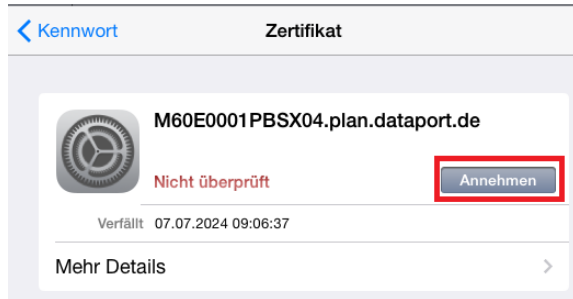 Kennwort Zertifikat
M60E0001PBSX04.plan.dataport.de
Nicht überprüft Annehmen
Verfällt 07.07.2024 09:06:37
Mehr Details